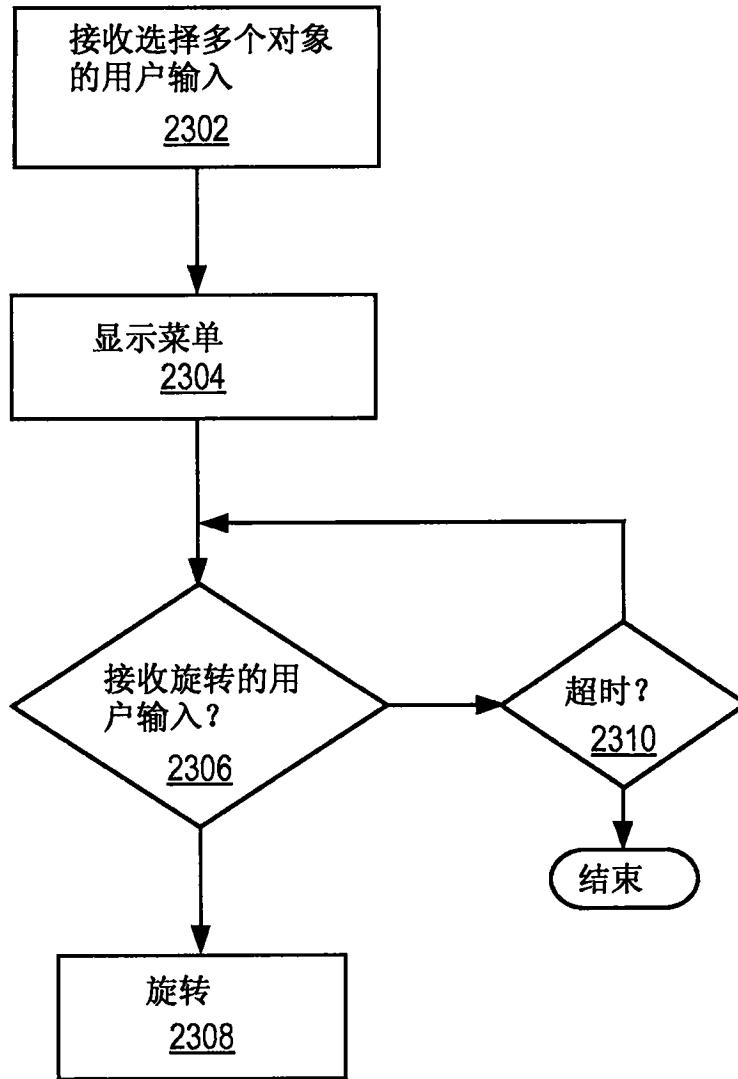 接收选择多个对象
的用户输入
2302
显示菜单
2304
接收旋转的用
户输入?
2306
超时?
2310
结束
旋转
2308